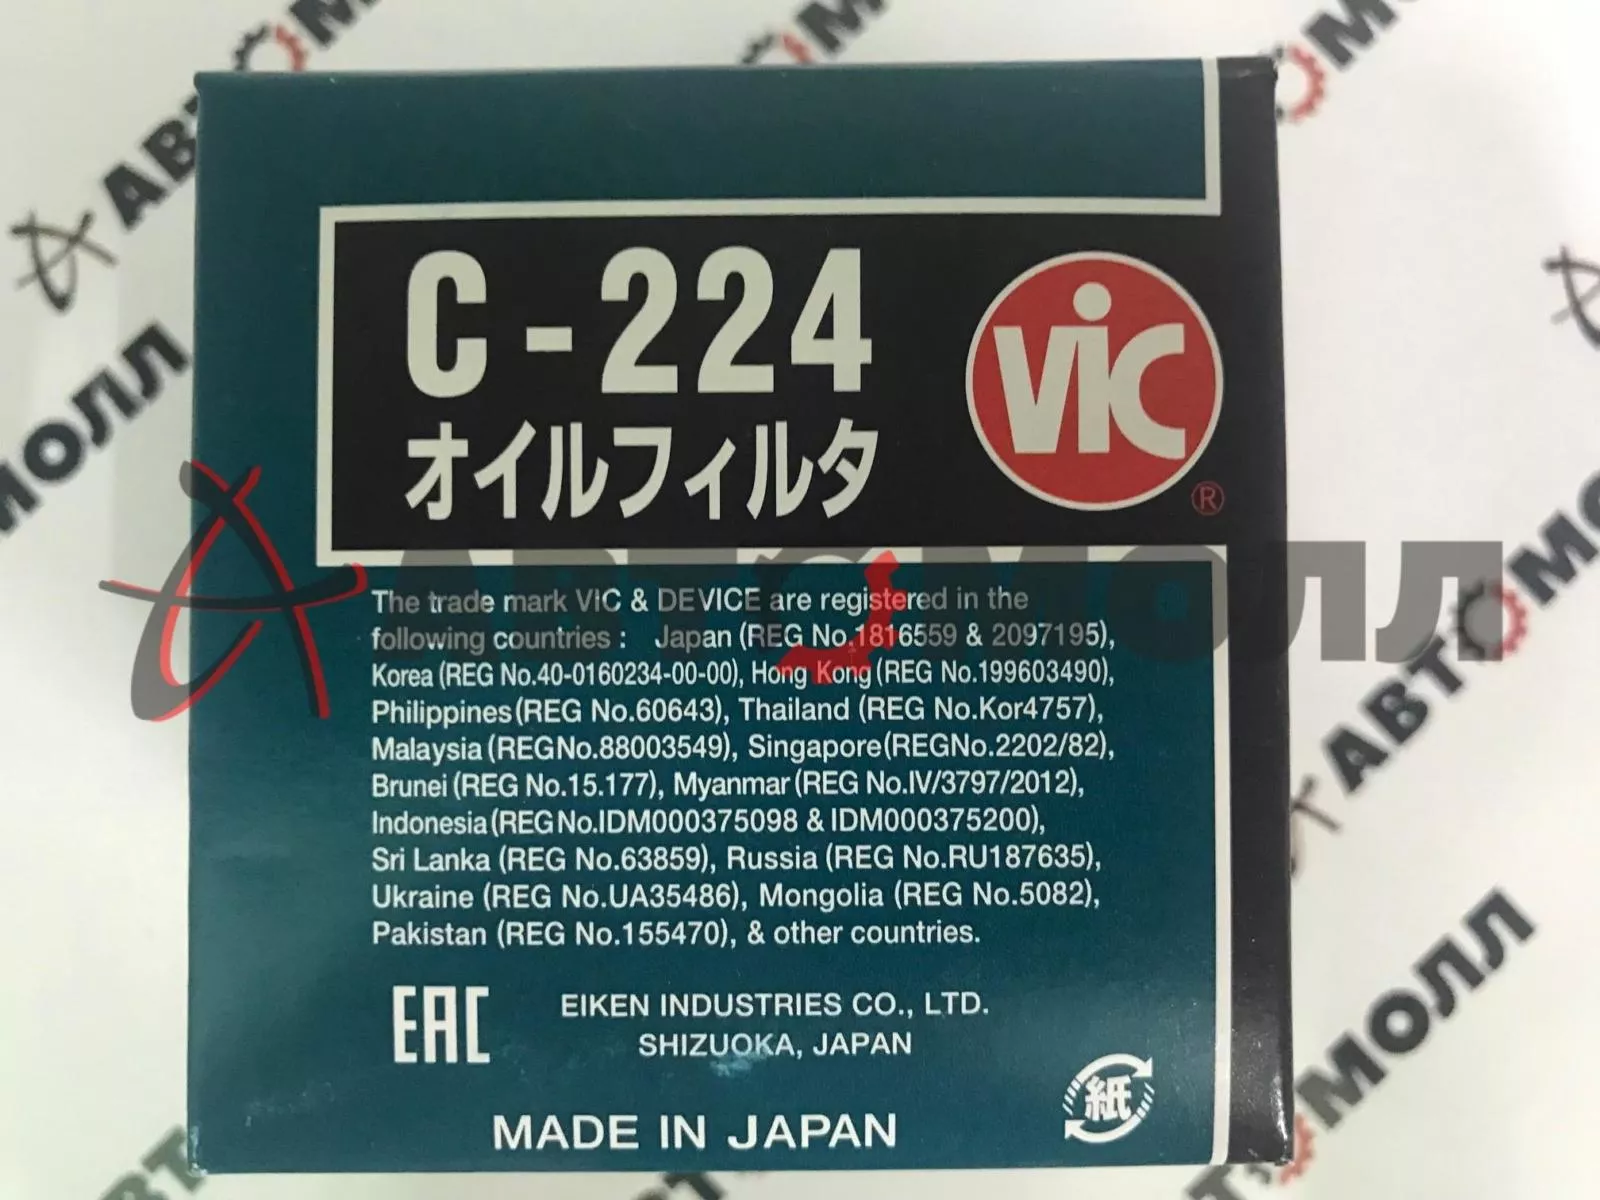 C-224
オイルフィルタ
ViC
®
АВТОМОЛЛ
The trade mark VIC & DEVICE are registered in the
following countries : Japan (REG No.1816559 & 2097195),
Korea (REG No.40-0160234-00-00), Hong Kong (REG No.199603490),
Philippines (REG No.60643), Thailand (REG No.Kor4757),
Malaysia (REGNo.88003549), Singapore (REGNo.2202/82),
Brunei (REG No.15.177), Myanmar (REG No.IV/3797/2012),
Indonesia (REG No.IDM000375098 & IDM000375200),
Sri Lanka (REG No.63859), Russia (REG No.RU187635),
Ukraine (REG No.UA35486), Mongolia (REG No.5082),
Pakistan (REG No.155470), & other countries.
EAC
EIKEN INDUSTRIES CO., LTD.
SHIZUOKA, JAPAN
紙
MADE IN JAPAN